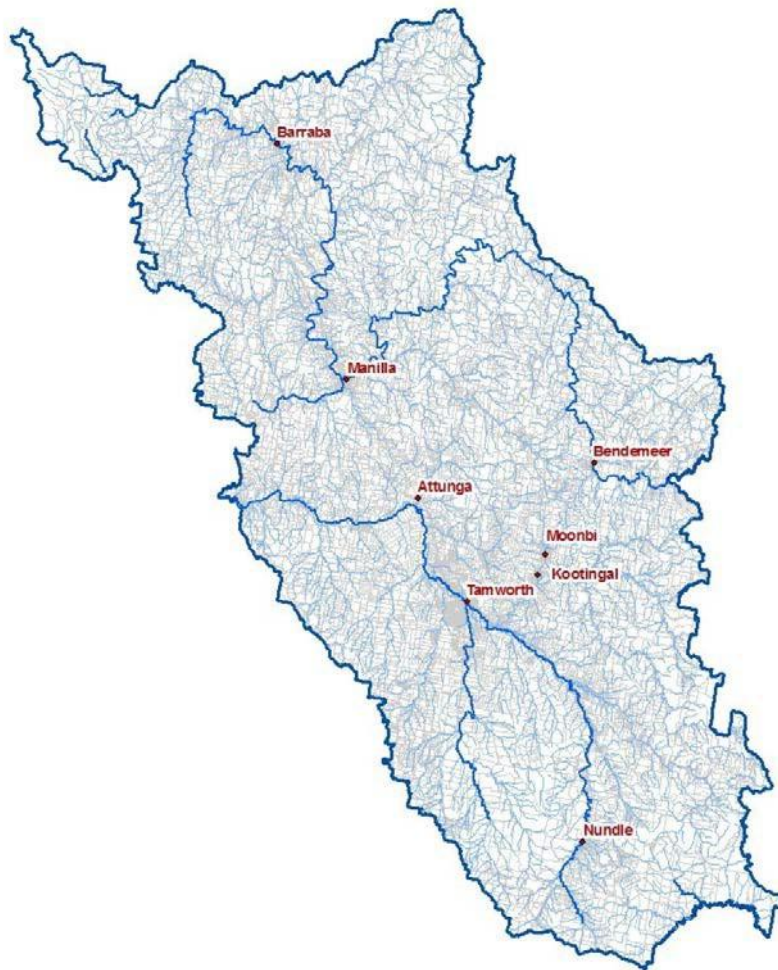 Barraba
Manilla
Bendemeer
Attunga
Moonbi
Kootingal
Tamworth
Nundle